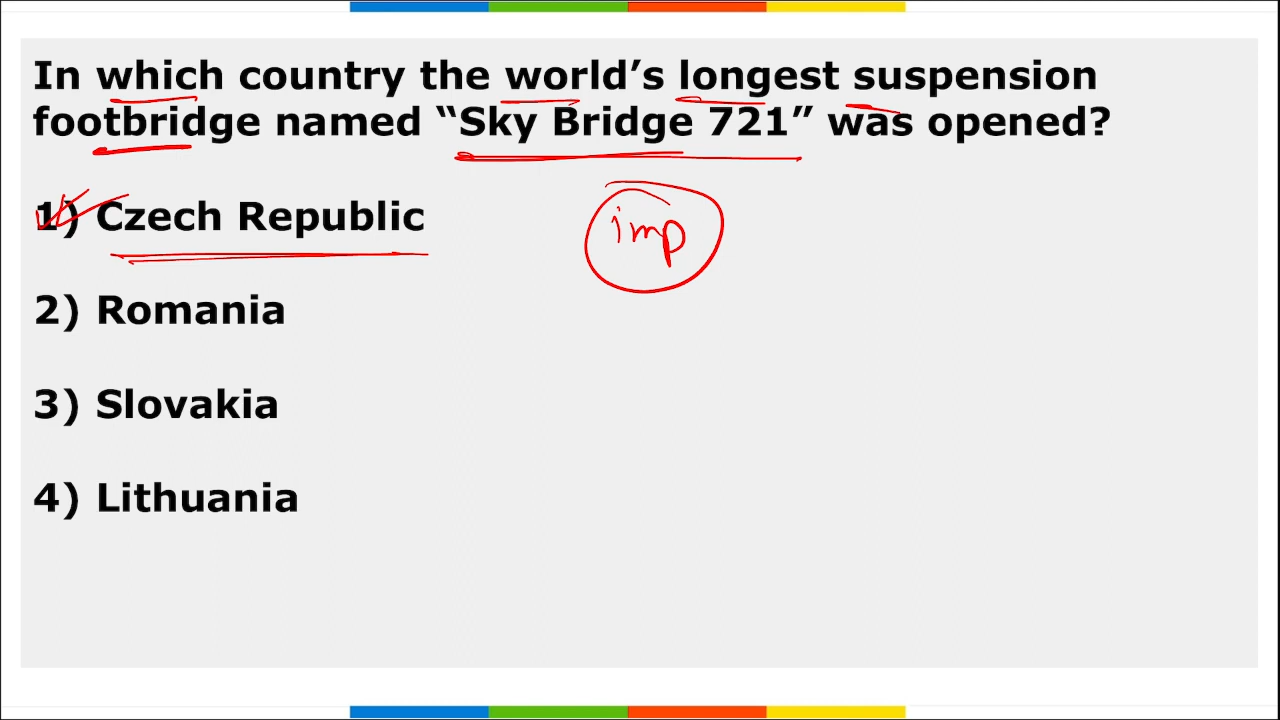 In which country the world’s longest suspension
footbridge named “Sky Bridge 721” was opened?
1) Czech Republic
imp
2) Romania
3) Slovakia
4) Lithuania